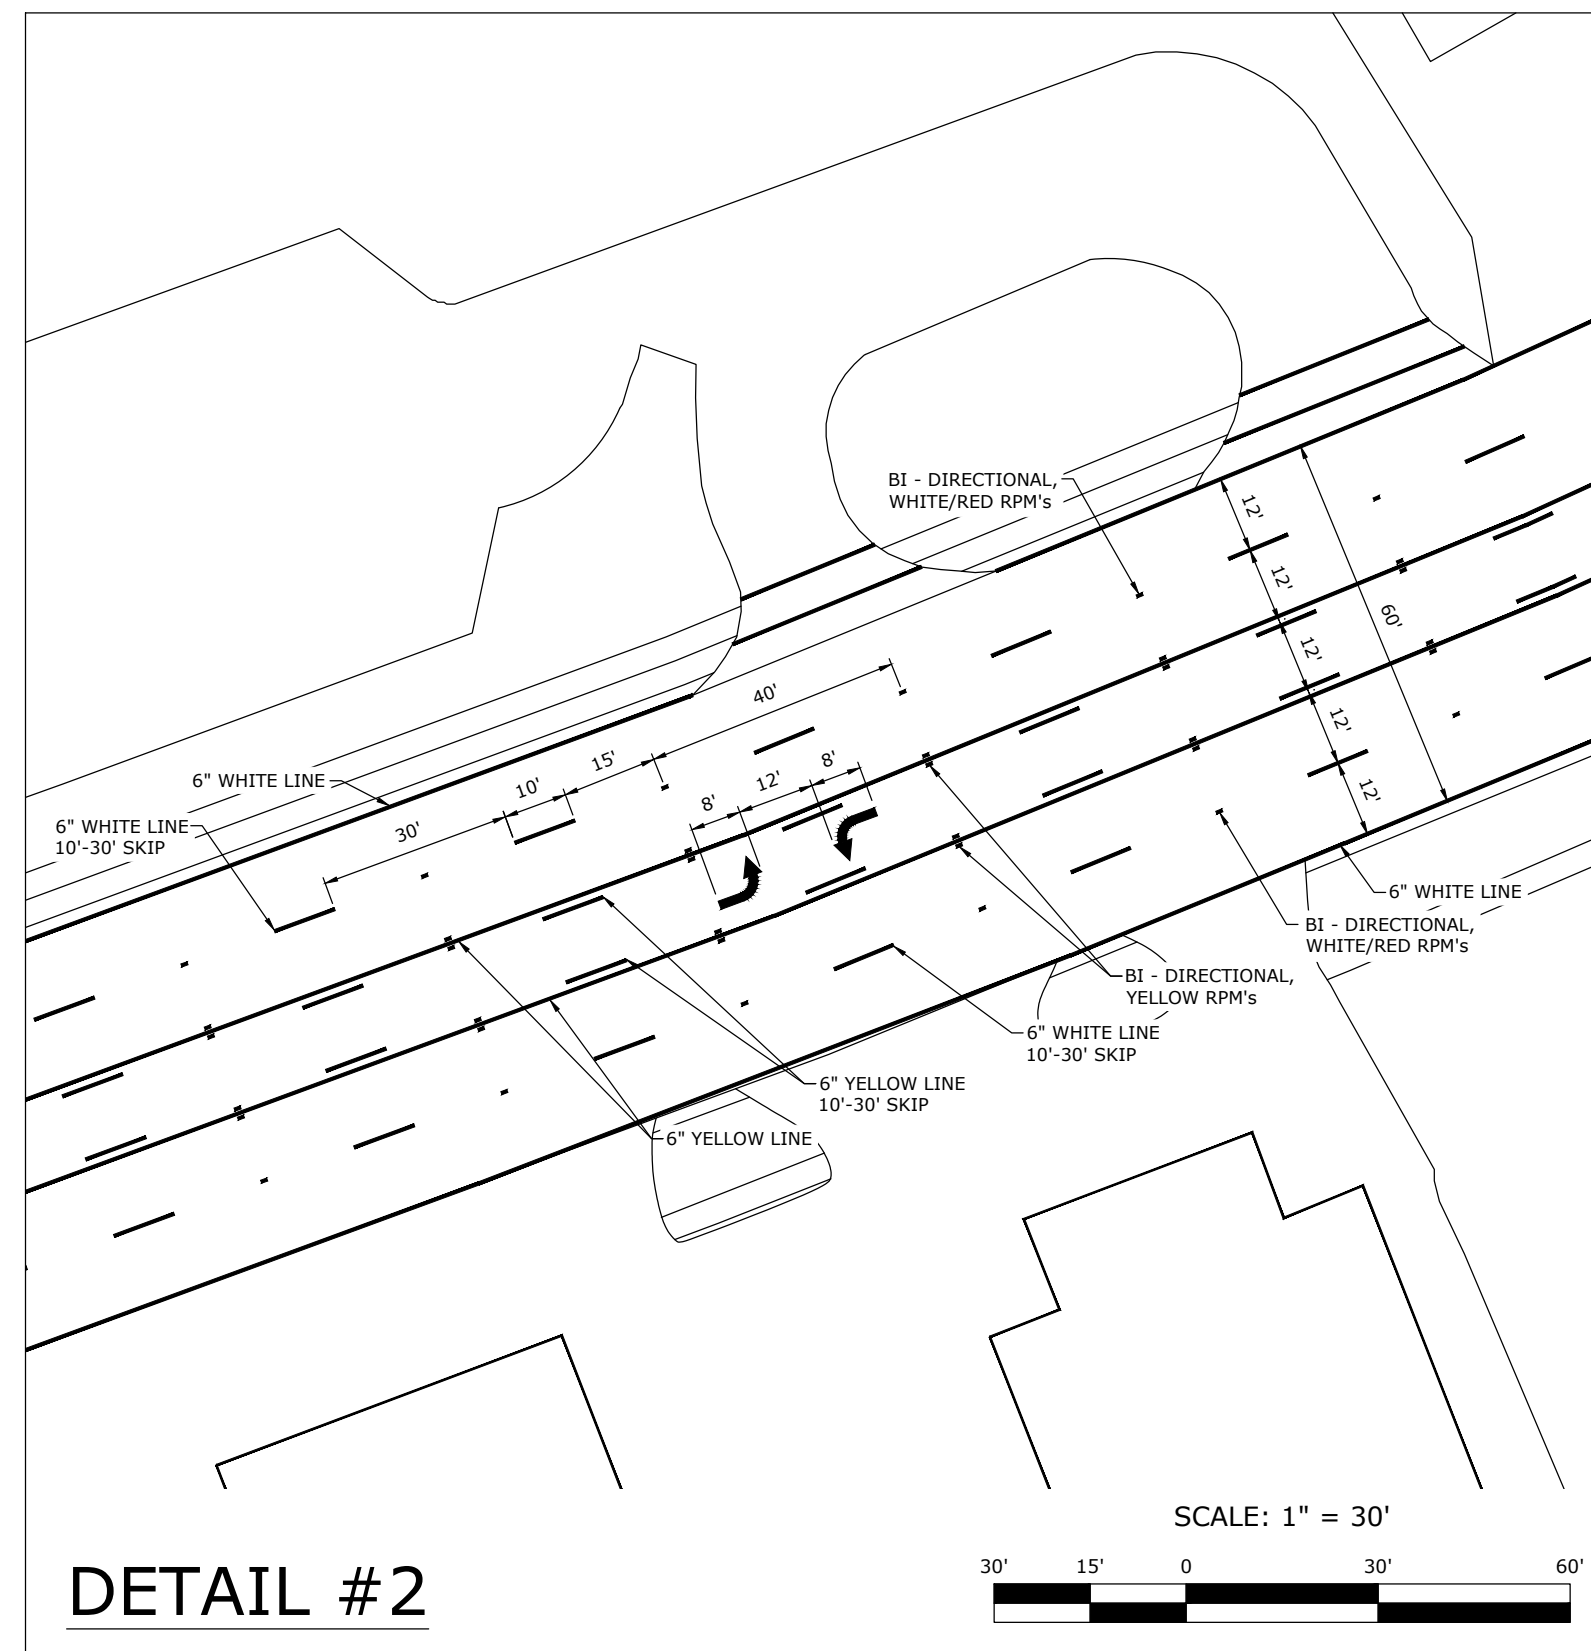 BI - DIRECTIONAL,
WHITE/RED RPM's
12'
12'
12'
12'
12'
60'
40'
15'
10'
30'
8'
12'
8'
6" WHITE LINE
6" WHITE LINE
10'-30' SKIP
6" WHITE LINE
BI - DIRECTIONAL,
WHITE/RED RPM's
BI - DIRECTIONAL,
YELLOW RPM's
6" WHITE LINE
10'-30' SKIP
6" YELLOW LINE
10'-30' SKIP
6" YELLOW LINE
SCALE: 1" = 30'
30' 15' 0 30' 60'
DETAIL #2